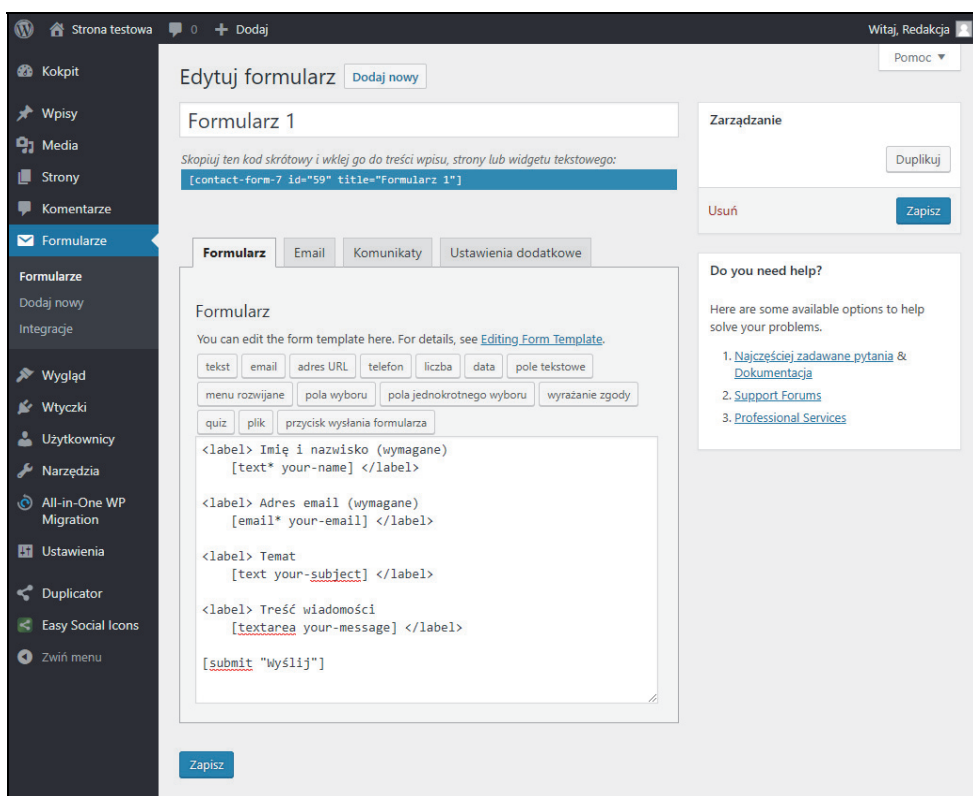 Strona testowa 0 + Dodaj Witaj, Redakcja
Pomoc ▼
Kokpit
Wpisy
Media
Strony
Komentarze
Formularze
Formularze
Dodaj nowy
Integracje
Wygląd
Wtyczki
Użytkownicy
Narzędzia
All-in-One WP
Migration
Ustawienia
Duplicator
Easy Social Icons
Zwiń menu
Edytuj formularz Dodaj nowy
Formularz 1
Skopiuj ten kod skrótowy i wklej go do treści wpisu, strony lub widgetu tekstowego:
[contact-form-7 id="59" title="Formularz 1"]
Formularz Email Komunikaty Ustawienia dodatkowe
Formularz
You can edit the form template here. For details, see Editing Form Template.
tekst email adres URL telefon liczba data pole tekstowe
menu rozwijane pola wyboru pola jednokrotnego wyboru wyrażanie zgody
quiz plik przycisk wysłania formularza
<label> Imię i nazwisko (wymagane)
[text* your-name] </label>
<label> Adres email (wymagane)
[email* your-email] </label>
<label> Temat
[text your-subject] </label>
<label> Treść wiadomości
[textarea your-message] </label>
[submit "Wyślij"]
Zapisz
Zarządzanie
Duplikuj
Usuń Zapisz
Do you need help?
Here are some available options to help
solve your problems.
1. Najczęściej zadawane pytania &
Dokumentacja
2. Support Forums
3. Professional Services